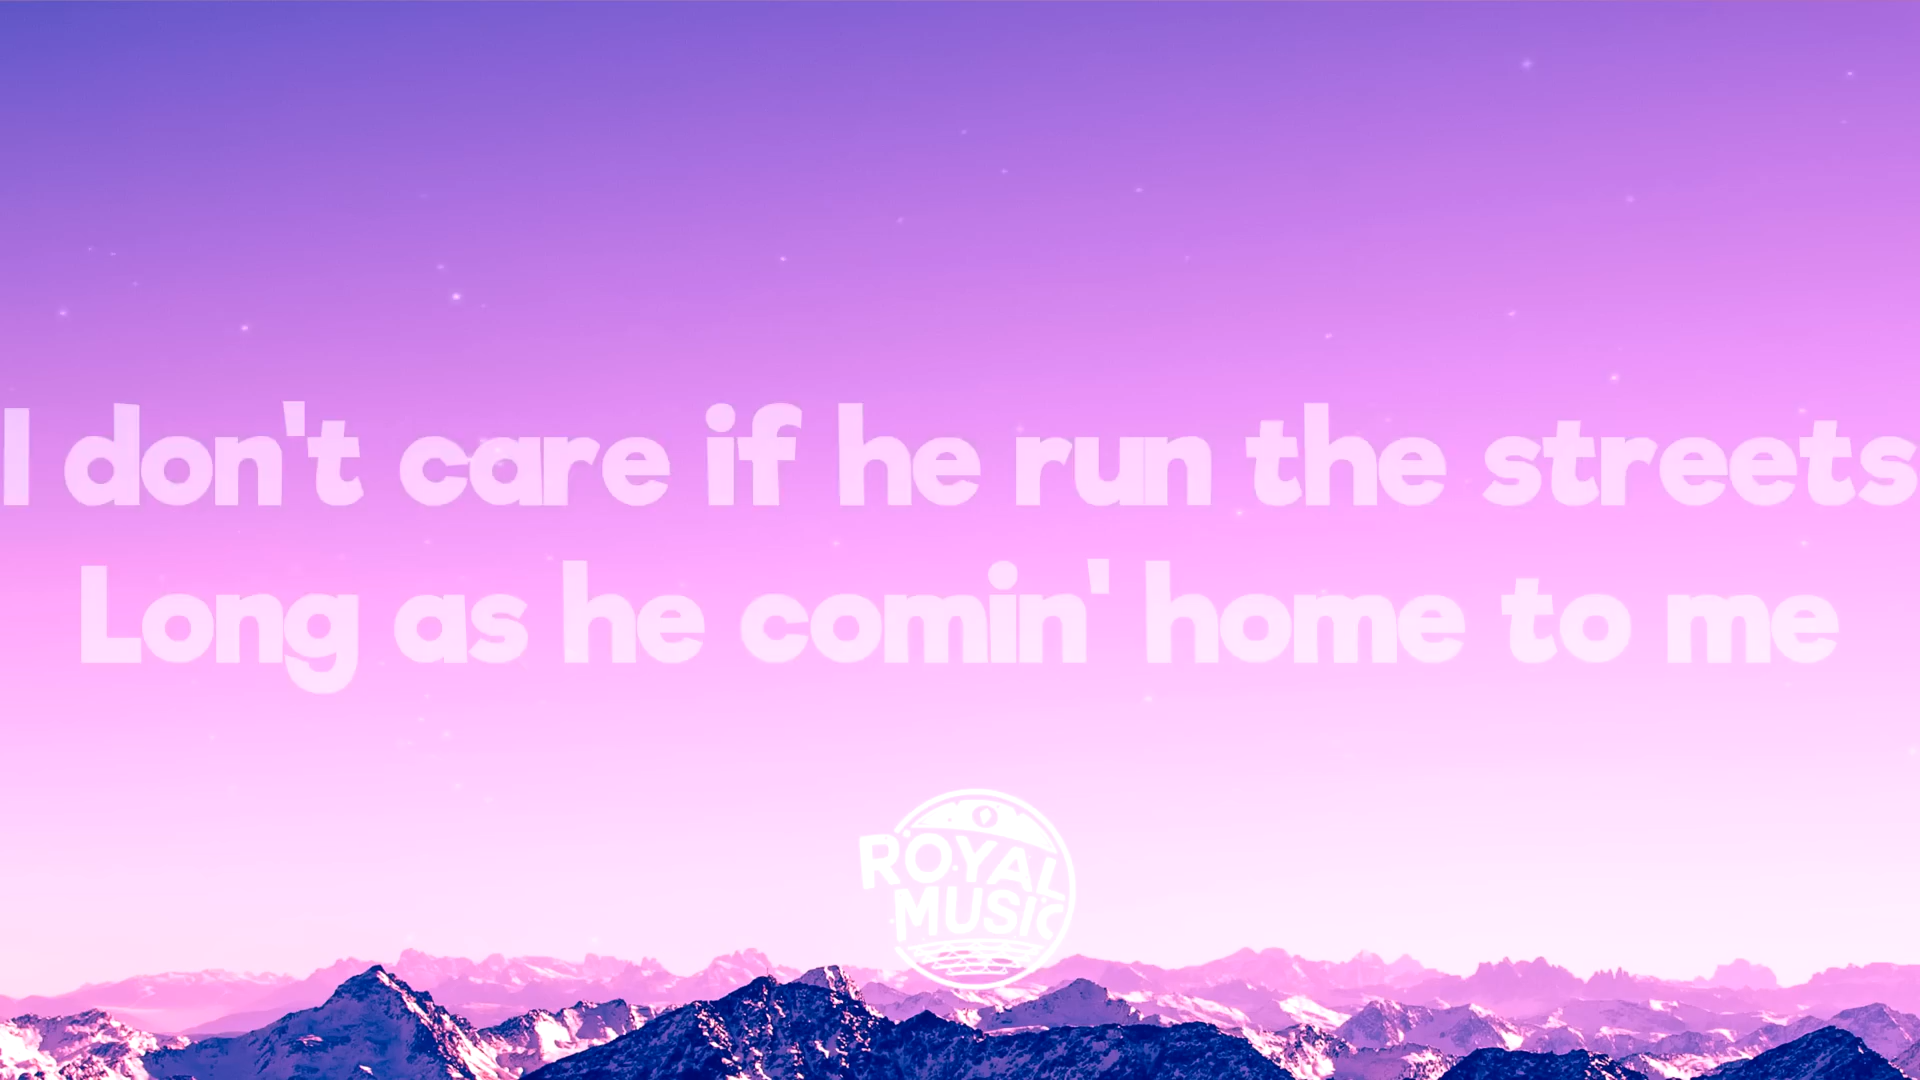 I don't care if he run the streets
Long as he comin' home to me
ROYAL
MUSIC